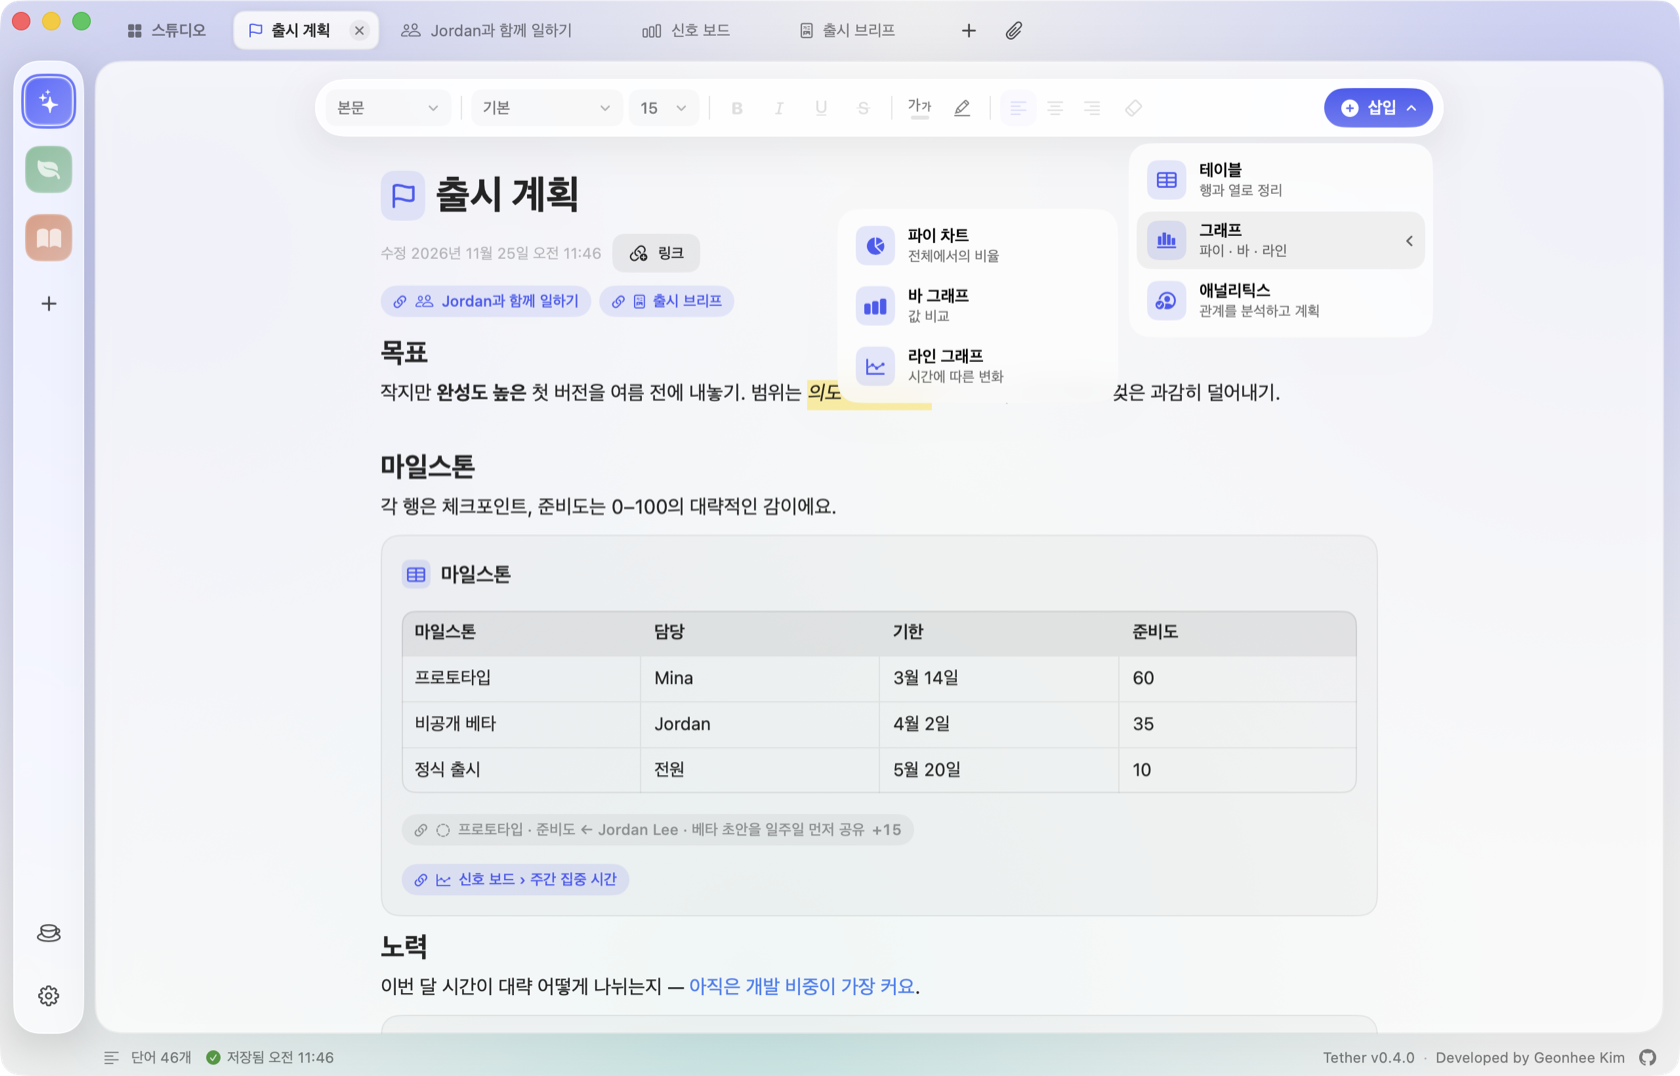 스튜디오
출시 계획
Jordan과 함께 일하기
신호 보드
출시 브리프
본문
기본
15
B I U S
가가
삽입
테이블
행과 열로 정리
그래프
파이 · 바 · 라인
애널리틱스
관계를 분석하고 계획
파이 차트
전체에서의 비율
바 그래프
값 비교
라인 그래프
시간에 따른 변화
출시 계획
수정 2026년 11월 25일 오전 11:46
링크
Jordan과 함께 일하기
출시 브리프
목표
작지만 완성도 높은 첫 버전을 여름 전에 내놓기. 범위는 의도 것은 과감히 덜어내기.
마일스톤
각 행은 체크포인트, 준비도는 0–100의 대략적인 감이에요.
마일스톤
마일스톤 담당 기한 준비도
프로토타입 Mina 3월 14일 60
비공개 베타 Jordan 4월 2일 35
정식 출시 전원 5월 20일 10
프로토타입 · 준비도 ← Jordan Lee · 베타 초안을 일주일 먼저 공유 +15
신호 보드 › 주간 집중 시간
노력
이번 달 시간이 대략 어떻게 나뉘는지 — 아직은 개발 비중이 가장 커요.
단어 46개
저장됨 오전 11:46
Tether v0.4.0 · Developed by Geonhee Kim